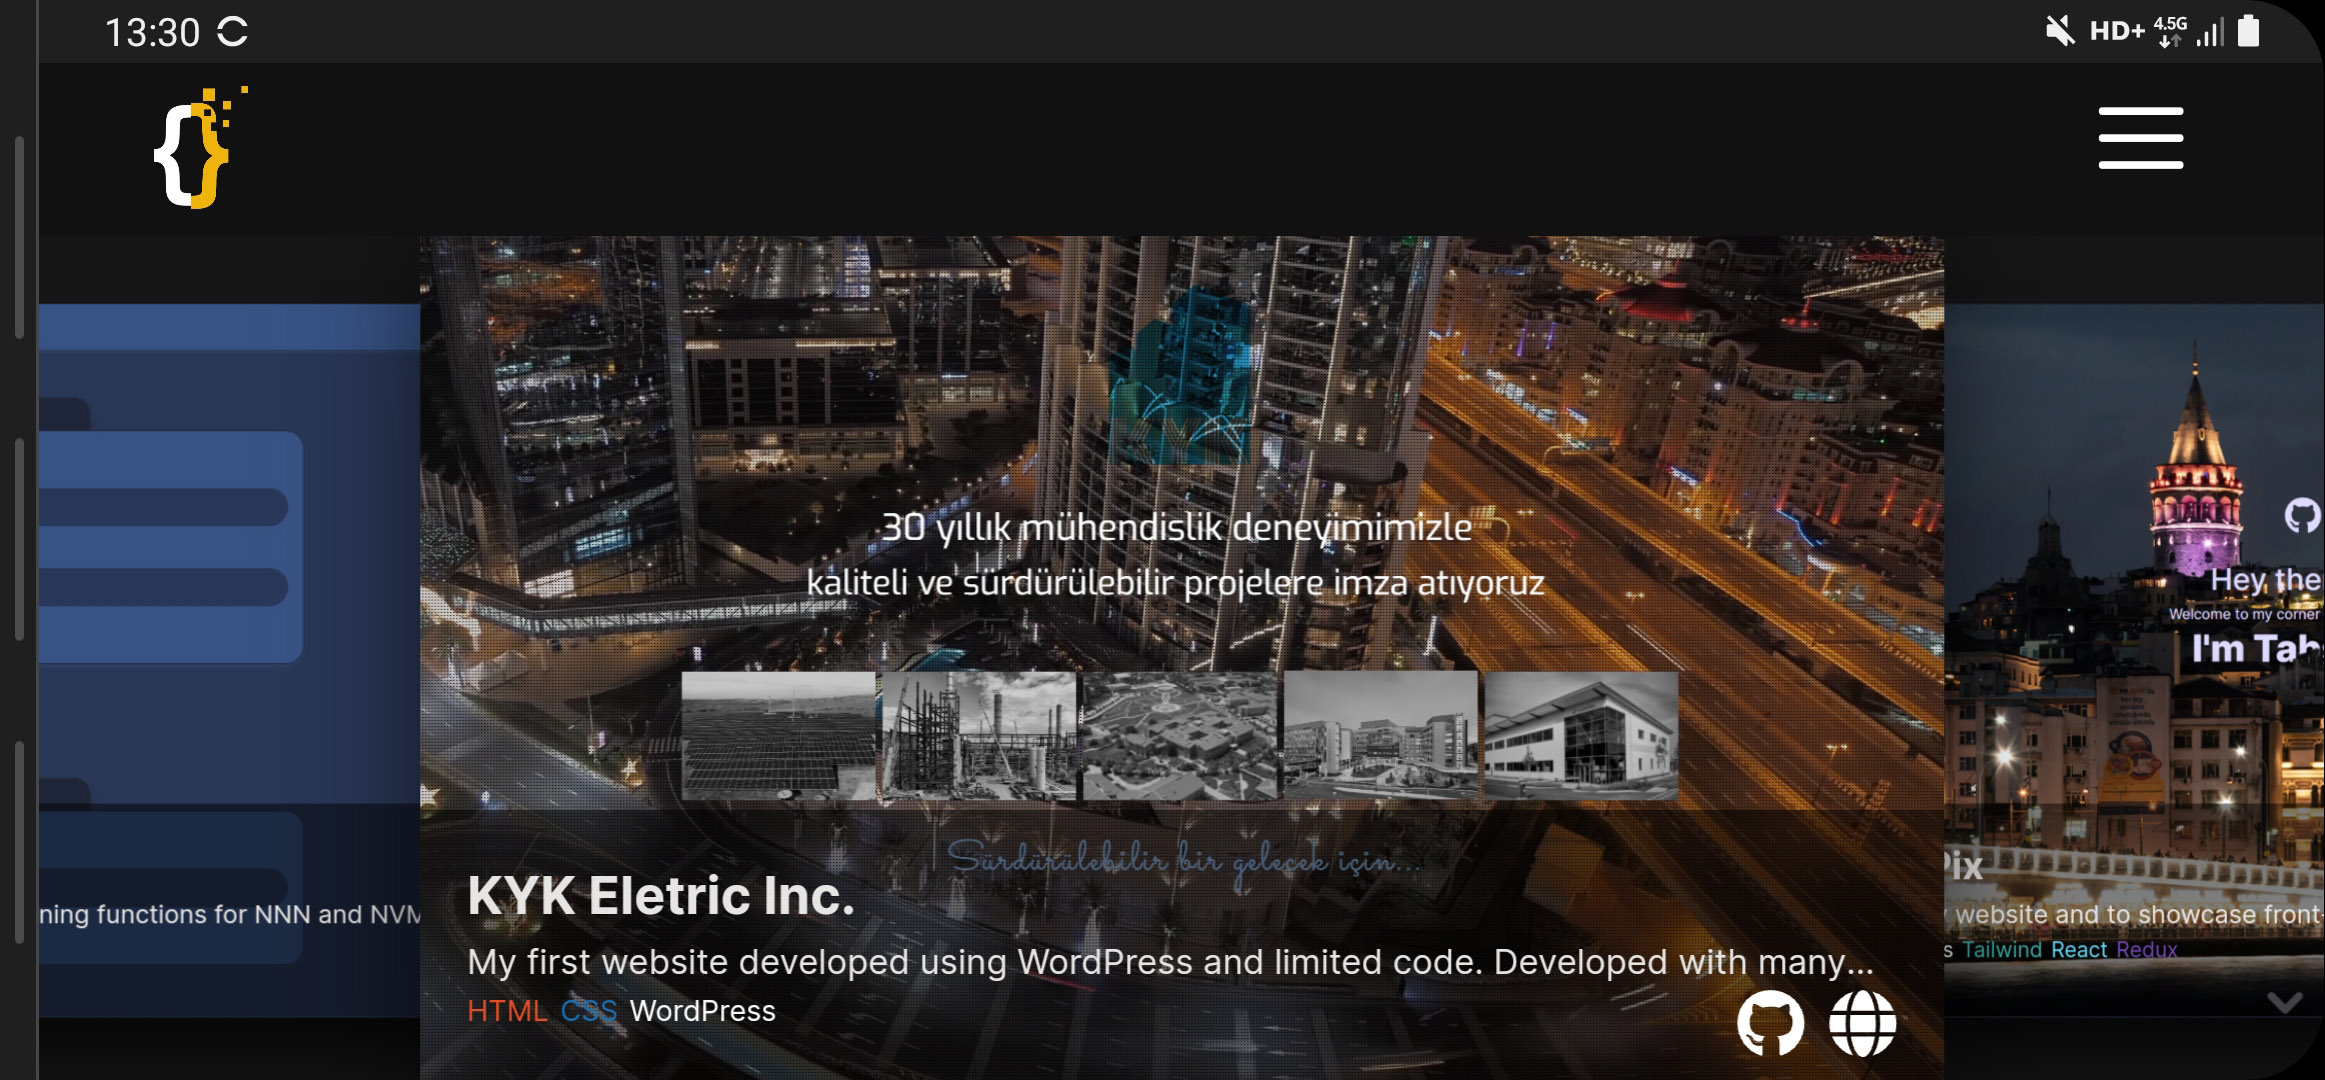 13:30
HD+ 4.5G
30 yıllık mühendislik deneyimimizle
kaliteli ve sürdürülebilir projelere imza atıyoruz
Sürdürülebilir bir gelecek için...
KYK Eletric Inc.
My first website developed using WordPress and limited code. Developed with many...
HTML CSS WordPress
ning functions for NNN and NVM
Hey the
Welcome to my corner
I'm Tab
ix
website and to showcase front-
s Tailwind React Redux